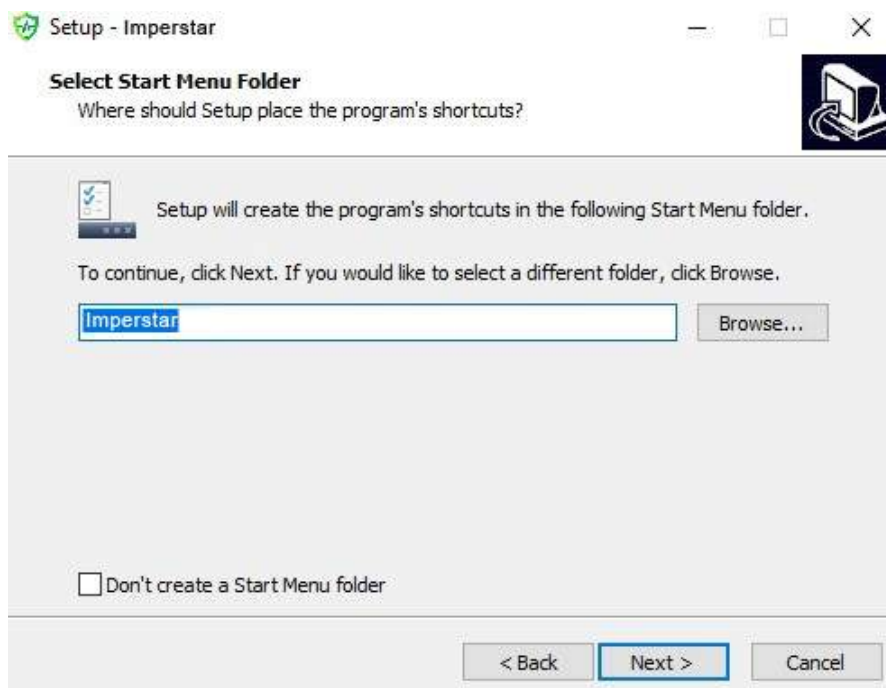 Setup - Imperstar
Select Start Menu Folder
Where should Setup place the program's shortcuts?
Setup will create the program's shortcuts in the following Start Menu folder.
To continue, click Next. If you would like to select a different folder, click Browse.
Imperstar
Browse...
Don't create a Start Menu folder
< Back
Next >
Cancel